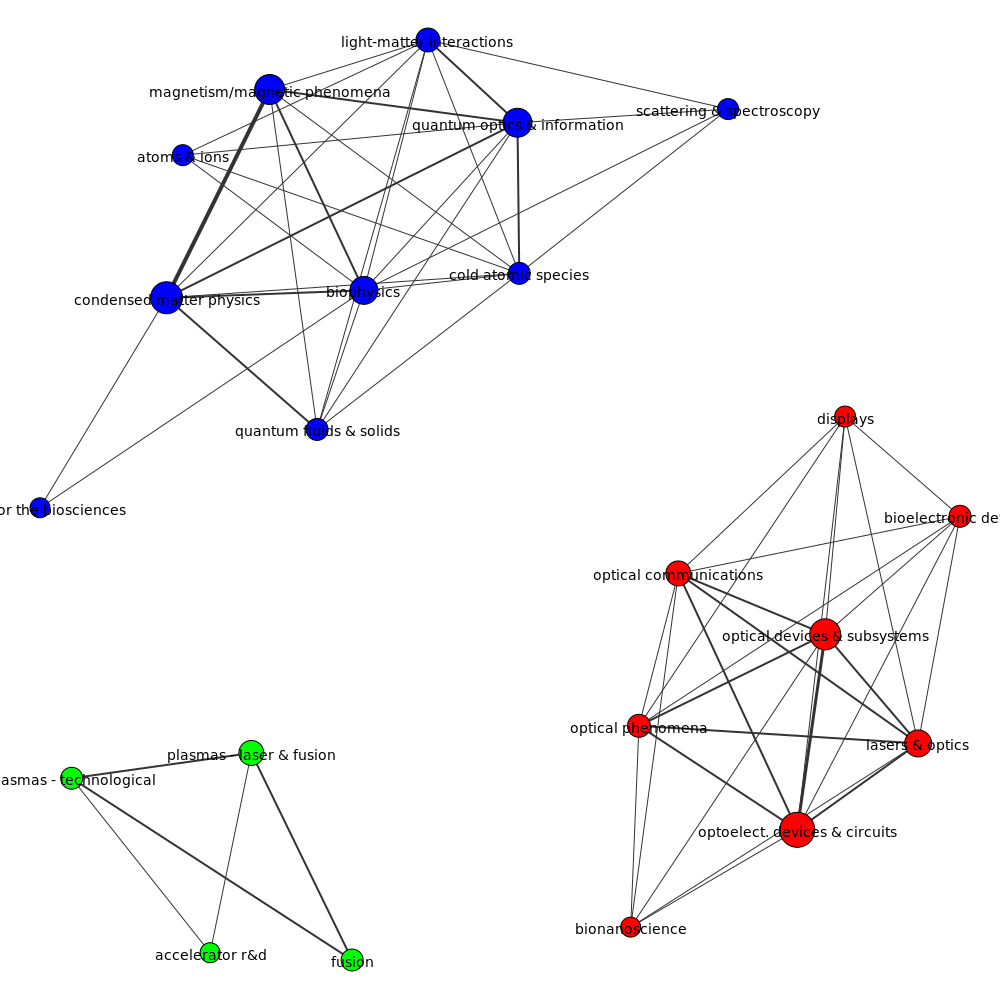 light-matter interactions
magnetism/magnetic phenomena
scattering & spectroscopy
quantum optics & information
atoms & ions
cold atomic species
biophysics
condensed matter physics
quantum fluids & solids
or the biosciences
displays
bioelectronic de
optical communications
optical devices & subsystems
optical phenomena
lasers & optics
plasmas - laser & fusion
asmas - technological
optoelect. devices & circuits
bionanoscience
accelerator r&d
fusion